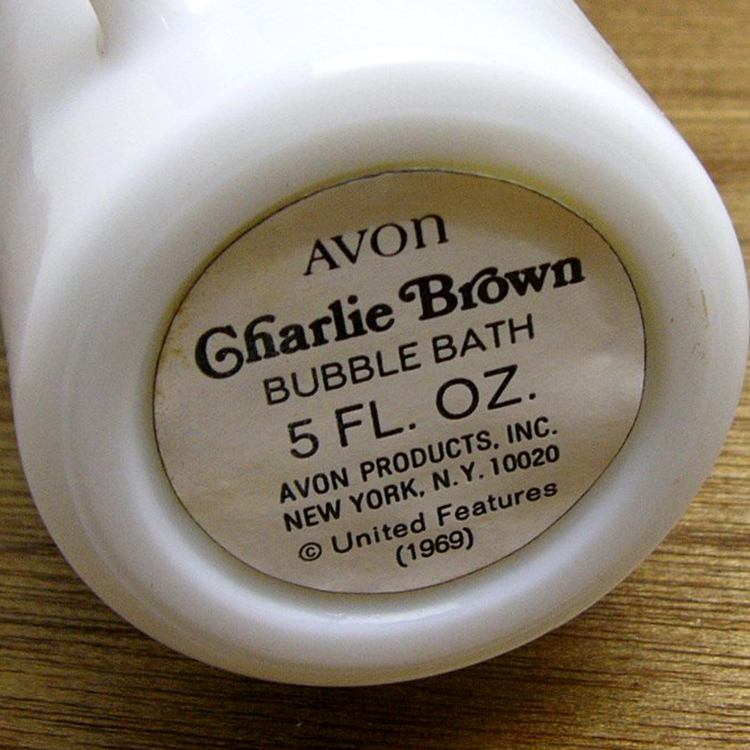 AVON
Charlie Brown
BUBBLE BATH
5 FL. OZ.
AVON PRODUCTS, INC.
NEW YORK, N.Y. 10020
© United Features
(1969)